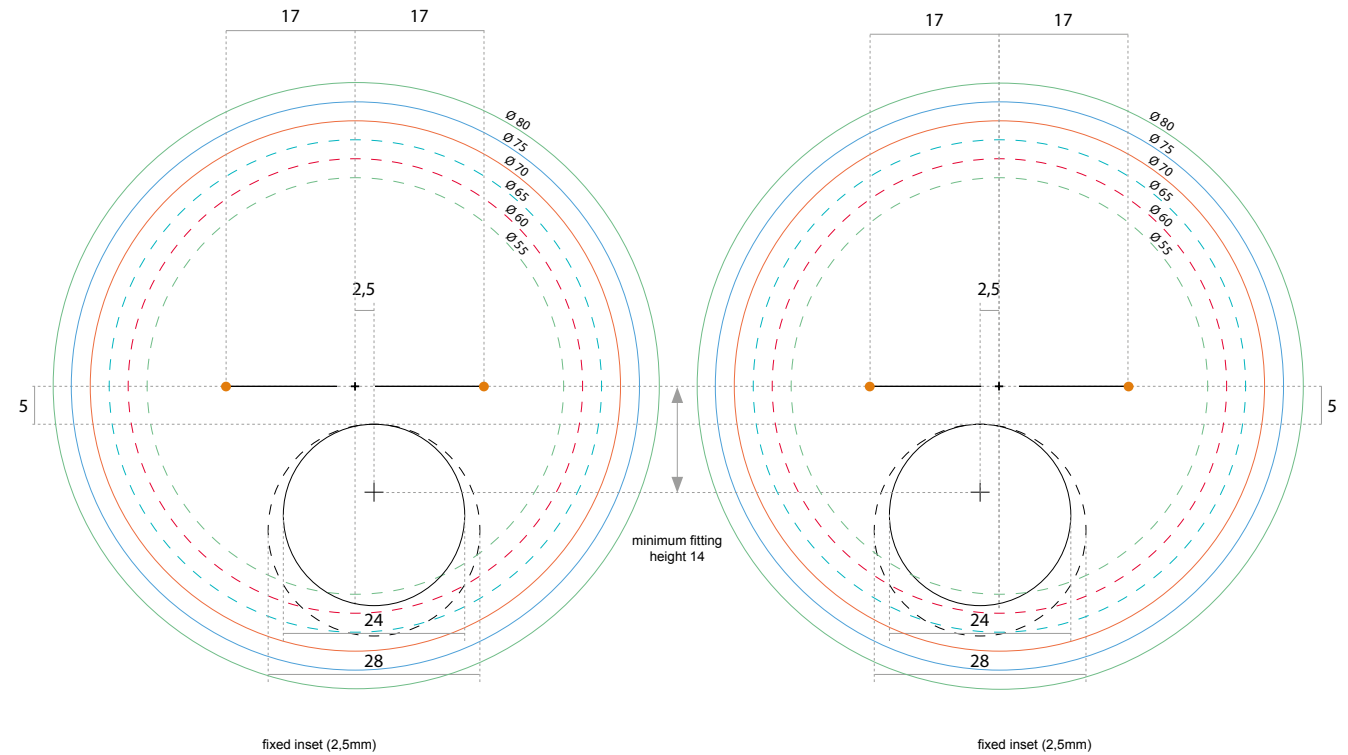 17 17
17 17
Ø 80
Ø 75
Ø 70
Ø 65
Ø 60
Ø 55
Ø 80
Ø 75
Ø 70
Ø 65
Ø 60
Ø 55
2,5
2,5
5
5
minimum fitting
height 14
24
24
28
28
fixed inset (2,5mm)
fixed inset (2,5mm)